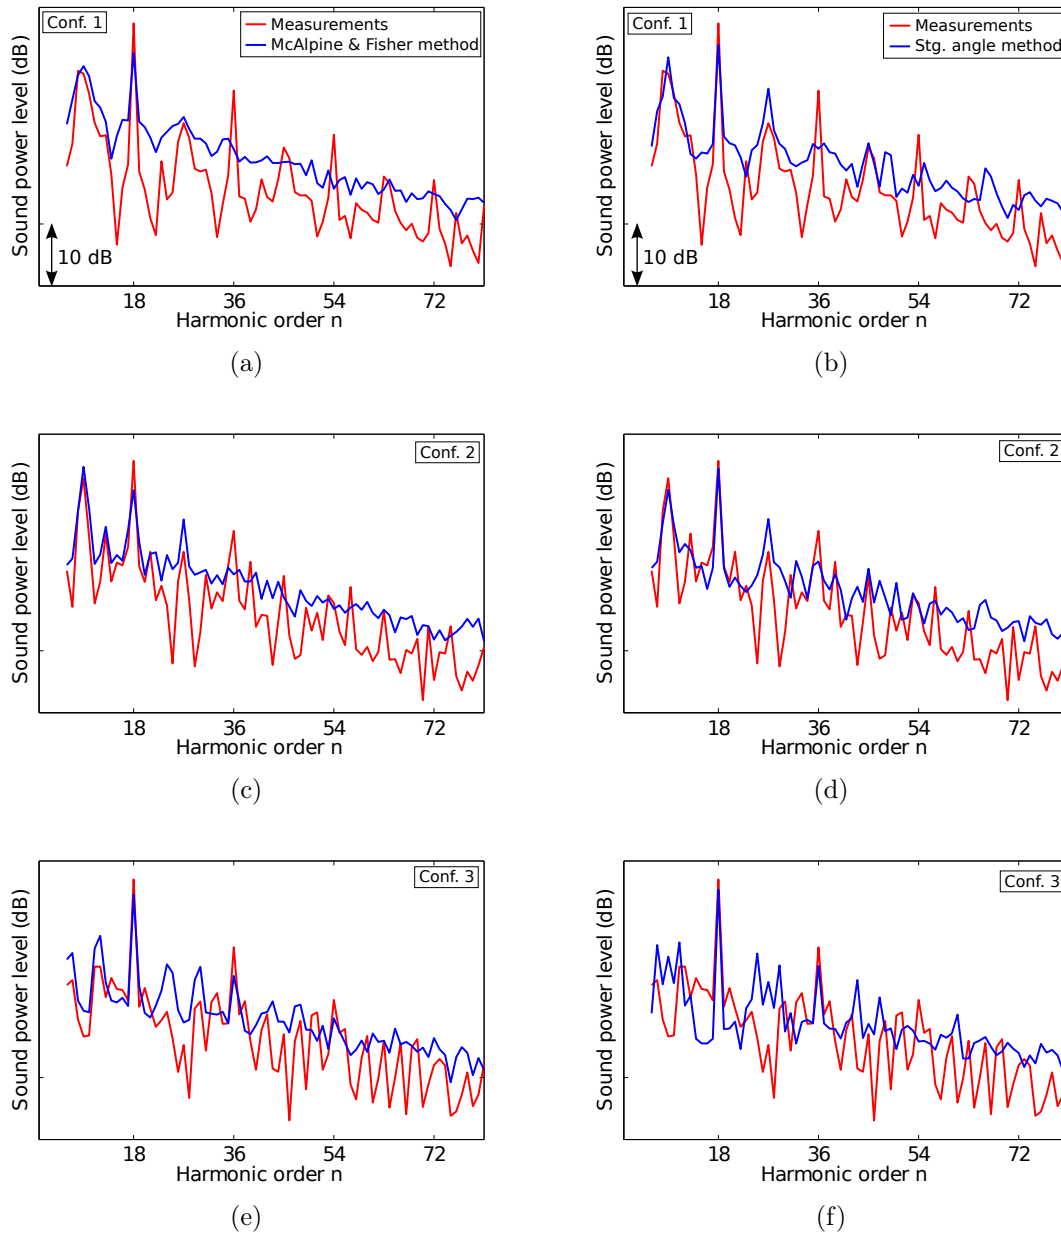 Conf. 1
Measurements
McAlpine & Fisher method
Sound power level (dB)
10 dB
18 36 54 72
Harmonic order n
(a)
Conf. 1
Measurements
Stg. angle method
Sound power level (dB)
10 dB
18 36 54 72
Harmonic order n
(b)
Conf. 2
Sound power level (dB)
18 36 54 72
Harmonic order n
(c)
Conf. 2
Sound power level (dB)
18 36 54 72
Harmonic order n
(d)
Conf. 3
Sound power level (dB)
18 36 54 72
Harmonic order n
(e)
Conf. 3
Sound power level (dB)
18 36 54 72
Harmonic order n
(f)